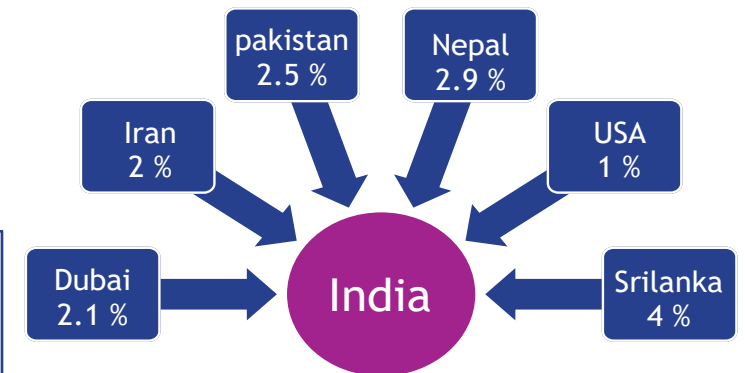 pakistan
2.5 %
Nepal
2.9 %
Iran
2 %
USA
1 %
Dubai
2.1 %
India
Srilanka
4 %